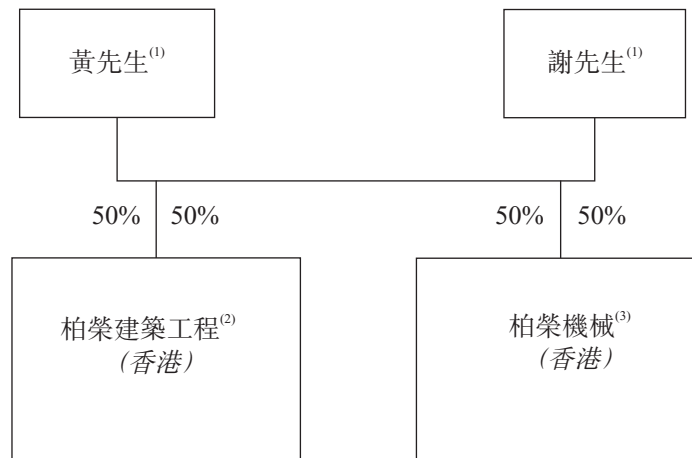 黃先生(1)
謝先生(1)
50% 50%
50% 50%
柏榮建築工程(2)
(香港)
柏榮機械(3)
(香港)